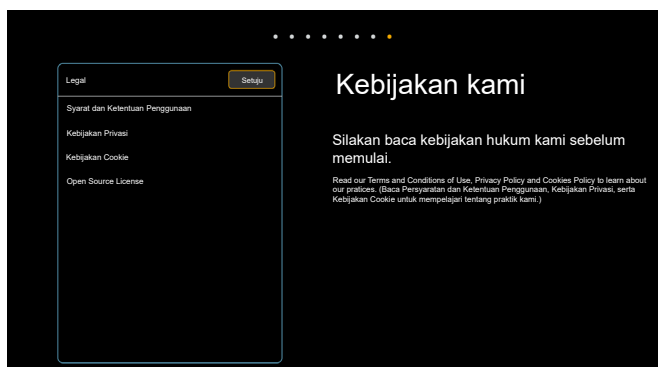 Legal
Setuju
Syarat dan Ketentuan Penggunaan
Kebijakan Privasi
Kebijakan Cookie
Open Source License
Kebijakan kami
Silakan baca kebijakan hukum kami sebelum
memulai.
Read our Terms and Conditions of Use, Privacy Policy and Cookies Policy to learn about
our pratices. (Baca Persyaratan dan Ketentuan Penggunaan, Kebijakan Privasi, serta
Kebijakan Cookie untuk mempelajari tentang praktik kami.)